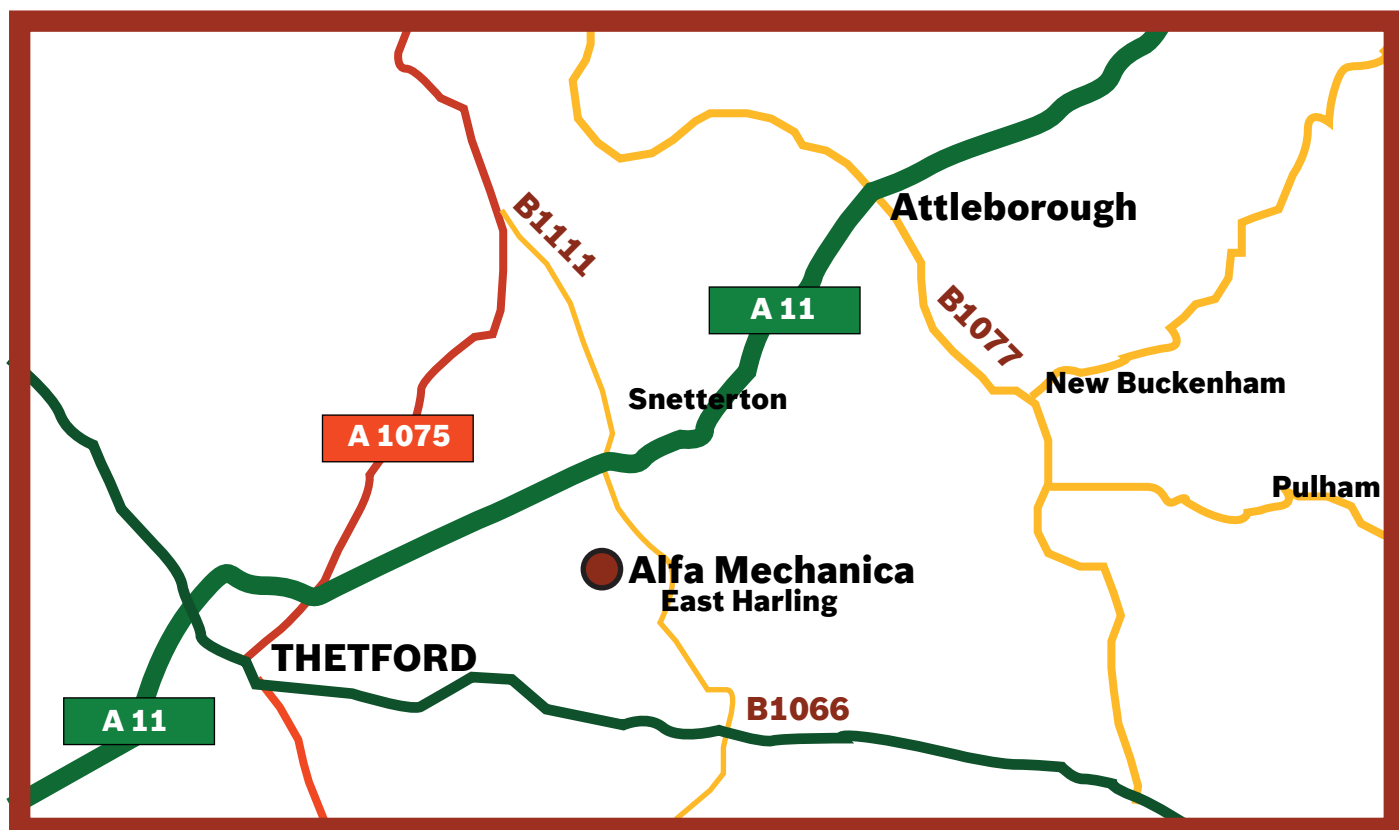 B1111
Attleborough
A 11
B1077
New Buckenham
Snetterton
A 1075
Pulham
Alfa Mechanica
East Harling
THETFORD
A 11
B1066